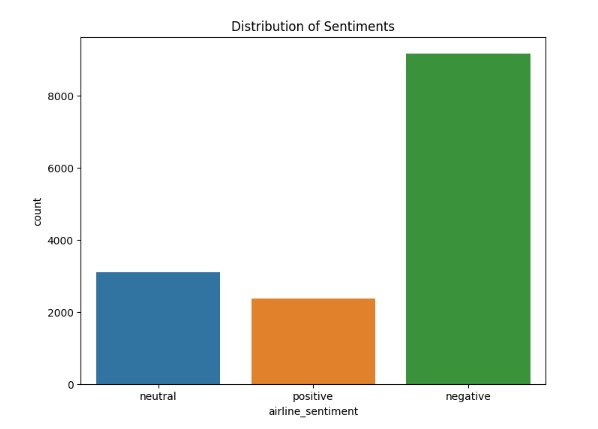 Distribution of Sentiments
8000
6000
4000
2000
0
count
neutral positive negative
airline_sentiment